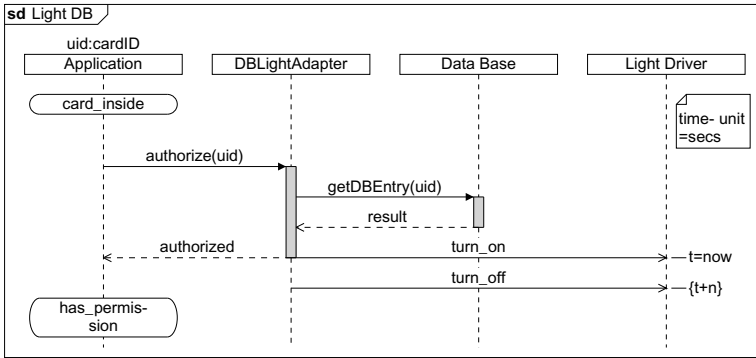 sd Light DB
uid:cardID
Application
DBLightAdapter
Data Base
Light Driver
card_inside
time- unit
=secs
authorize(uid)
getDBEntry(uid)
result
authorized
turn_on
t=now
turn_off
{t+n}
has_permis-
sion